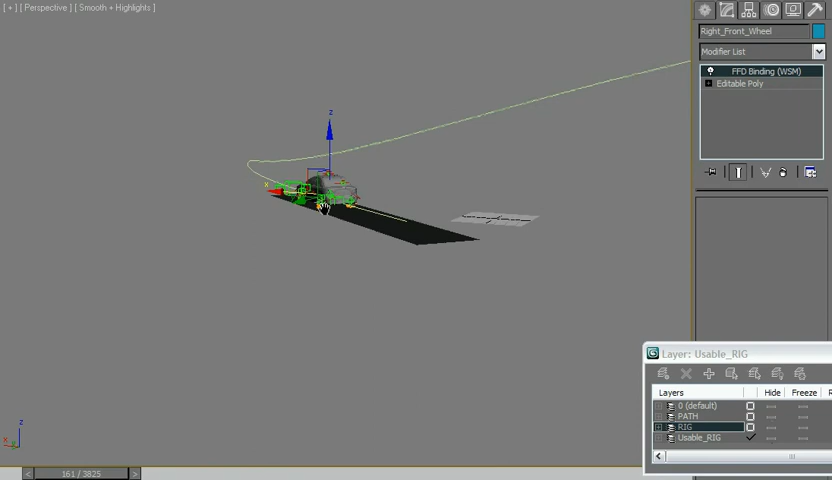 [ + ] [ Perspective ] [ Smooth + Highlights ]
Right_Front_Wheel
Modifier List
FFD Binding (WSM)
Editable Poly
z
x
Layer: Usable_RIG
Layers Hide Freeze R
0 (default)
PATH
RIG
Usable_RIG
z
x
< 161 / 3825 >